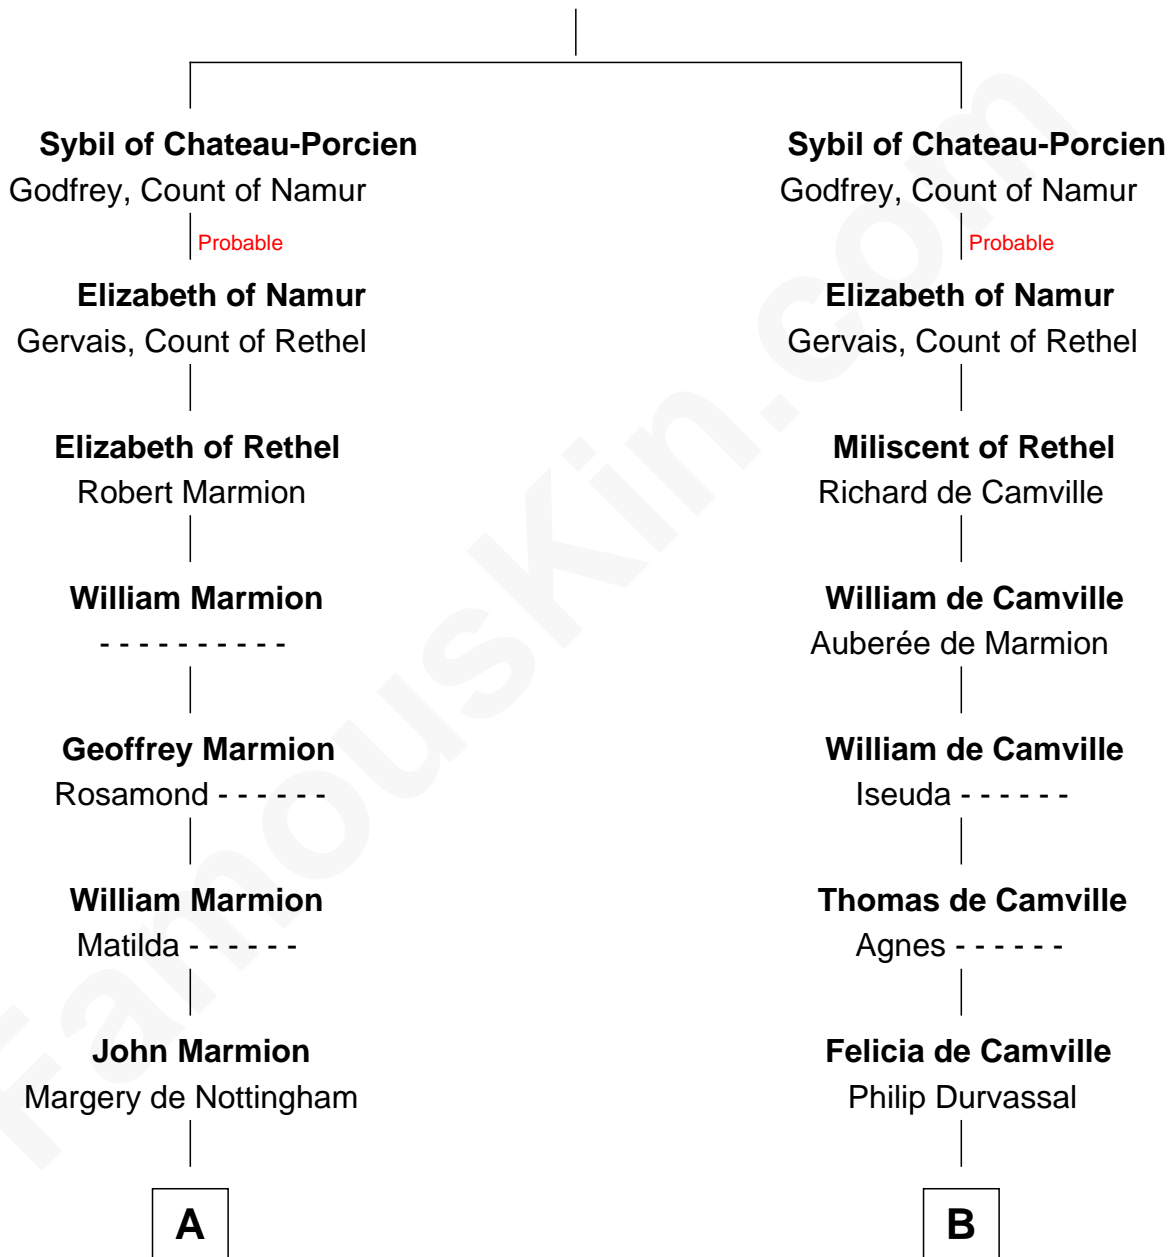 Sybil of Chateau-Porcien
Godfrey, Count of Namur
Probable
Elizabeth of Namur
Gervais, Count of Rethel
Elizabeth of Rethel
Robert Marmion
William Marmion
- - - - - - - - - -
Geoffrey Marmion
Rosamond - - - - - -
William Marmion
Matilda - - - - - -
John Marmion
Margery de Nottingham
A
Sybil of Chateau-Porcien
Godfrey, Count of Namur
Probable
Elizabeth of Namur
Gervais, Count of Rethel
Miliscent of Rethel
Richard de Camville
William de Camville
Auberée de Marmion
William de Camville
Iseuda - - - - - -
Thomas de Camville
Agnes - - - - - -
Felicia de Camville
Philip Durvassal
B
FamousKin.com